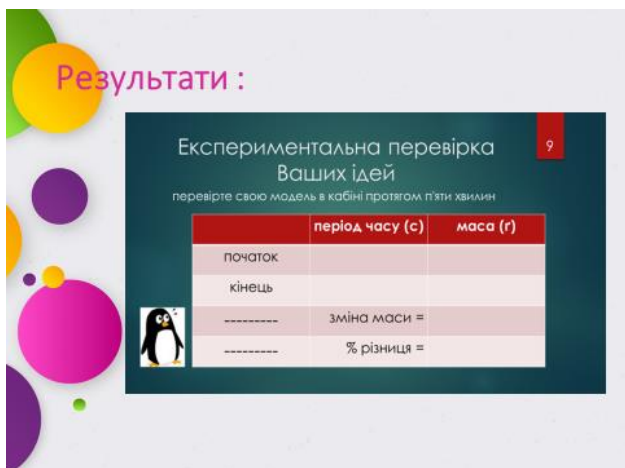 Результати :
Експериментальна перевірка
Ваших ідей
9
перевірте свою модель в кабіні протягом п'яти хвилин
період часу (с) маса (г)
початок
кінець
--------- зміна маси =
--------- % різниця =